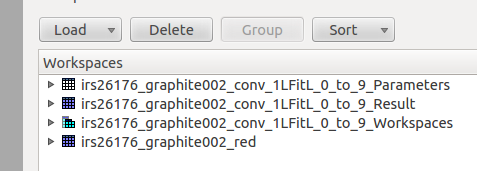 Load Delete Group Sort
Workspaces
irs26176_graphite002_conv_1LFitL_0_to_9_Parameters
irs26176_graphite002_conv_1LFitL_0_to_9_Result
irs26176_graphite002_conv_1LFitL_0_to_9_Workspaces
irs26176_graphite002_red